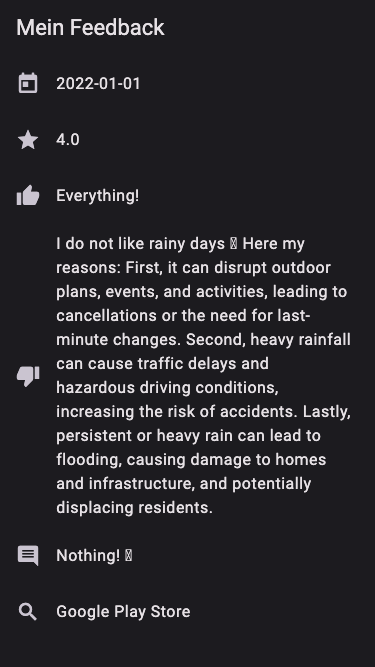 Mein Feedback
2022-01-01
4.0
Everything!
I do not like rainy days Here my
reasons: First, it can disrupt outdoor
plans, events, and activities, leading to
cancellations or the need for last-
minute changes. Second, heavy rainfall
can cause traffic delays and
hazardous driving conditions,
increasing the risk of accidents. Lastly,
persistent or heavy rain can lead to
flooding, causing damage to homes
and infrastructure, and potentially
displacing residents.
Nothing!
Google Play Store